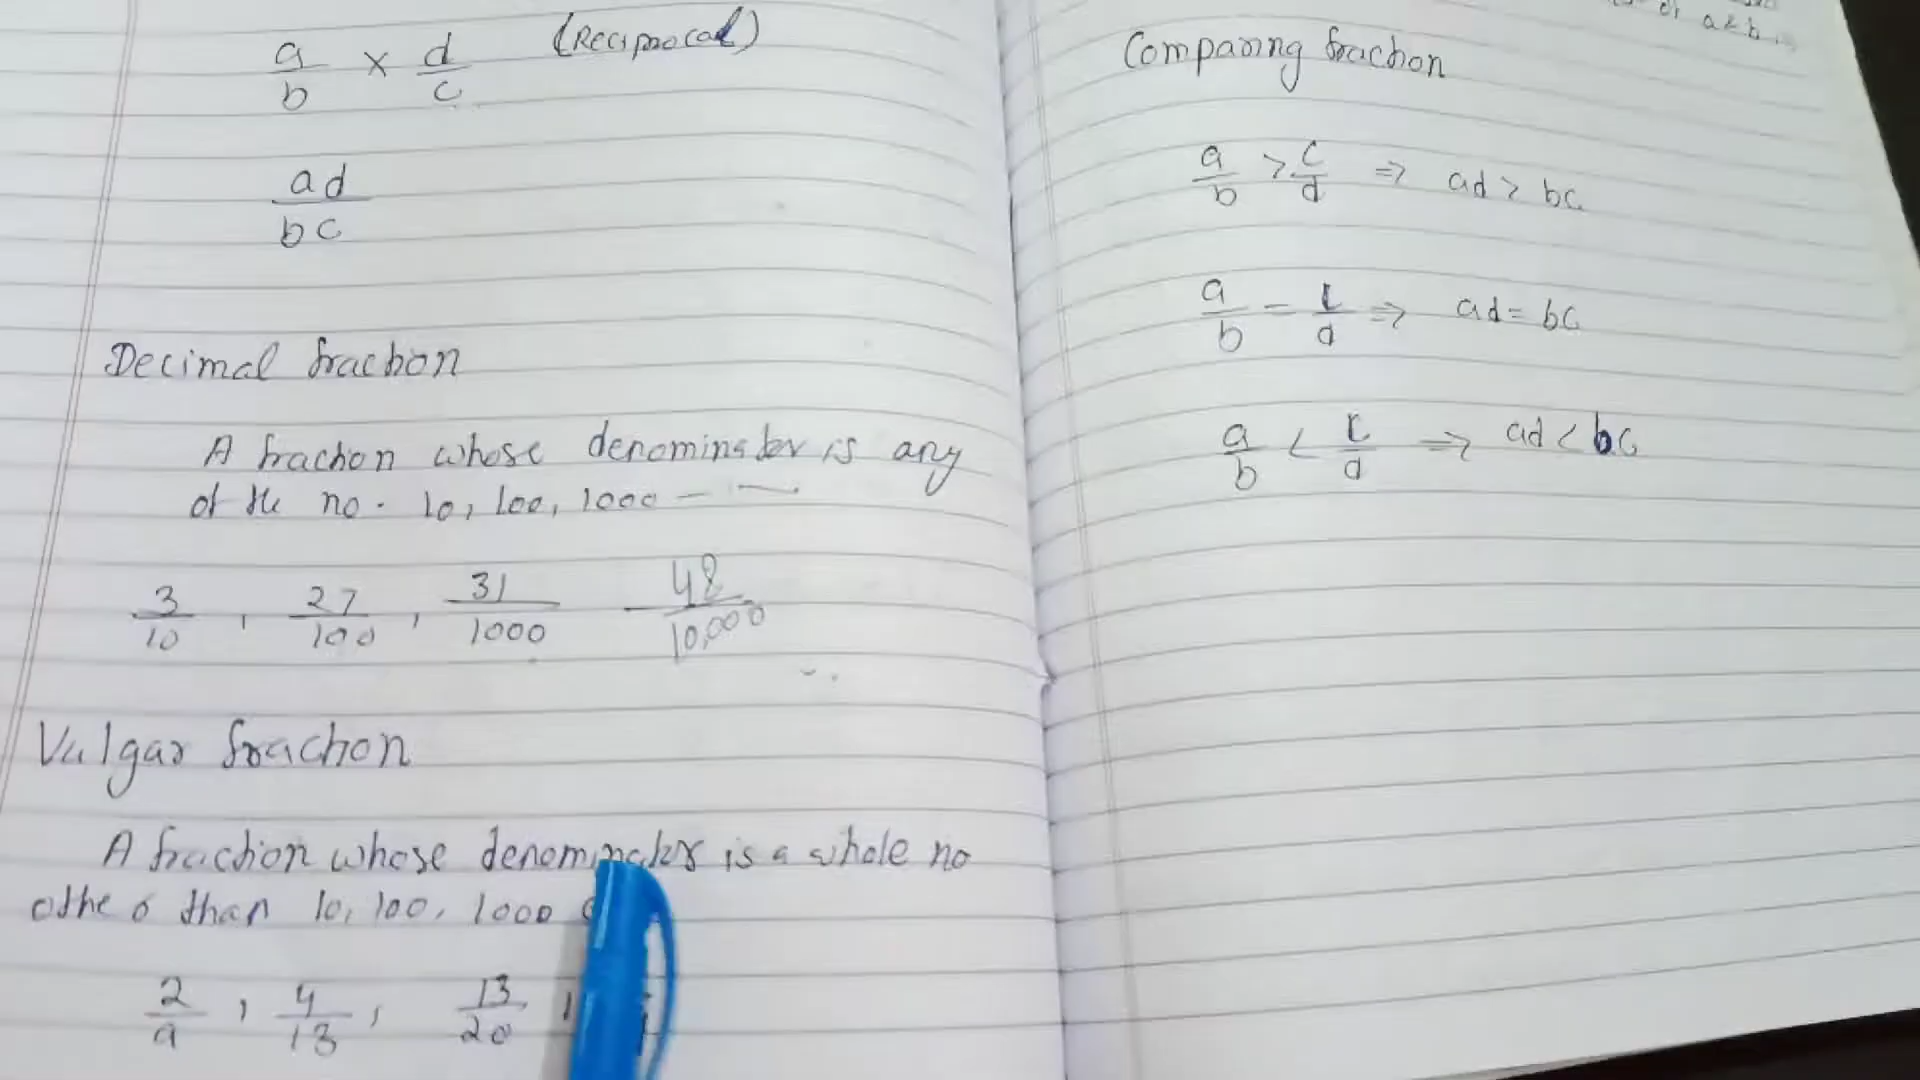 a/b × d/c (Reciprocal)
ad/bc
Decimal fraction
A fraction whose denominator is any
of the no. 10, 100, 1000 - —
3/10 , 27/100 , 31/1000 48/10,000
Vulgar fraction
A fraction whose denominator is a whole no
other than 10, 100, 1000
2/9 , 4/13 , 13/20 ,
or a<b
Comparing fraction
a/b > c/d ⇒ ad > bc
a/b = c/d ⇒ ad = bc
a/b < c/d ⇒ ad < bc